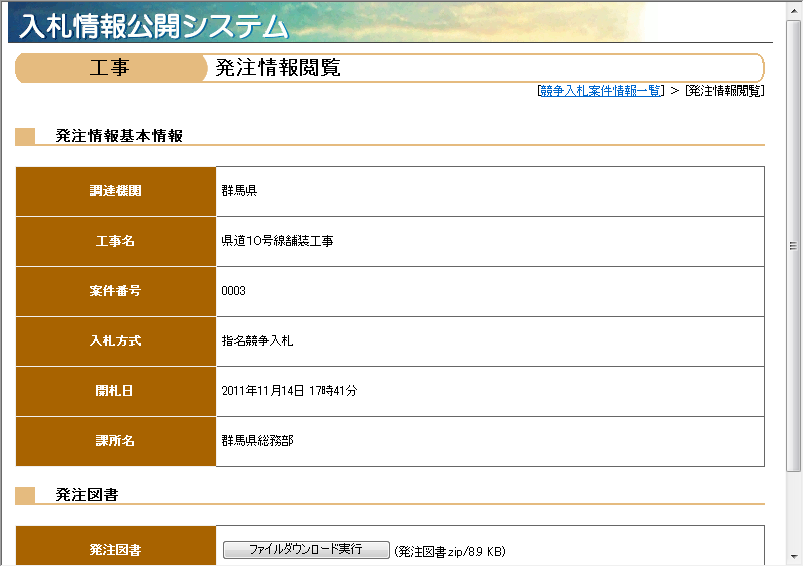 入札情報公開システム
工事 発注情報閲覧
[競争入札案件情報一覧] > [発注情報閲覧]
発注情報基本情報
調達機関 群馬県
工事名 県道10号線舗装工事
案件番号 0003
入札方式 指名競争入札
開札日 2011年11月14日 17時41分
課所名 群馬県総務部
発注図書
発注図書 ファイルダウンロード実行 (発注図書.zip/8.9 KB)